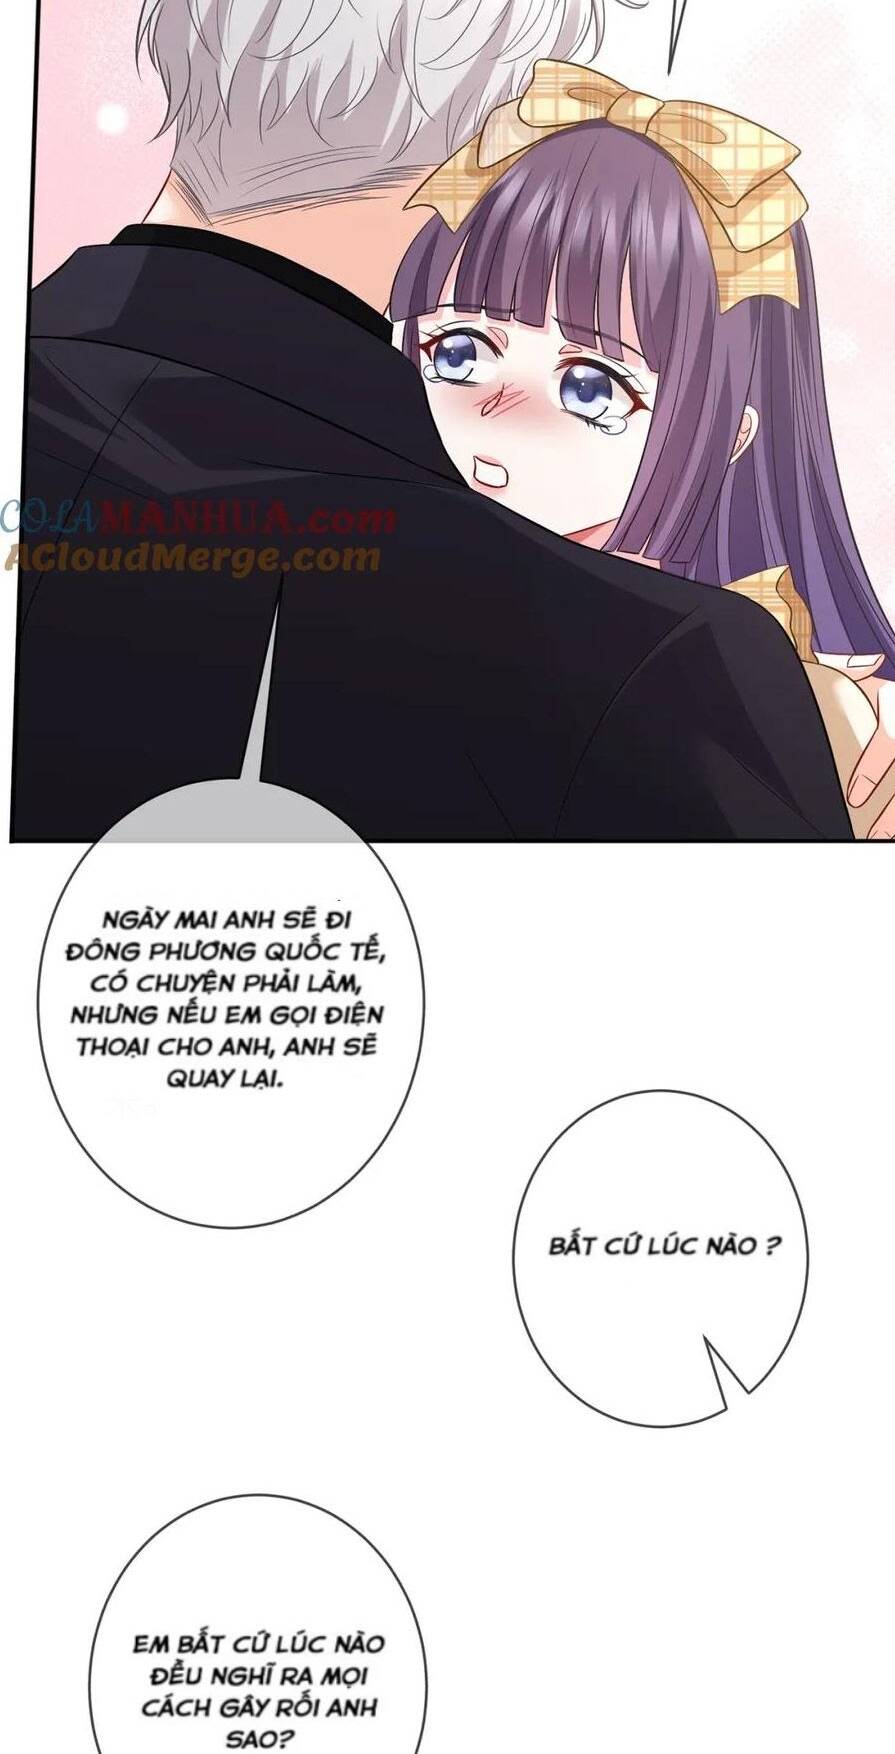 COLAMANHUA.com
ACloudMerge.com
NGÀY MAI ANH SẼ ĐI
ĐÔNG PHƯƠNG QUỐC TẾ,
CÓ CHUYỆN PHẢI LÀM,
NHƯNG NẾU EM GỌI ĐIỆN
THOẠI CHO ANH, ANH SẼ
QUAY LẠI.
BẤT CỨ LÚC NÀO ?
EM BẤT CỨ LÚC NÀO
ĐỀU NGHĨ RA MỌI
CÁCH GÂY RỐI ANH
SAO?